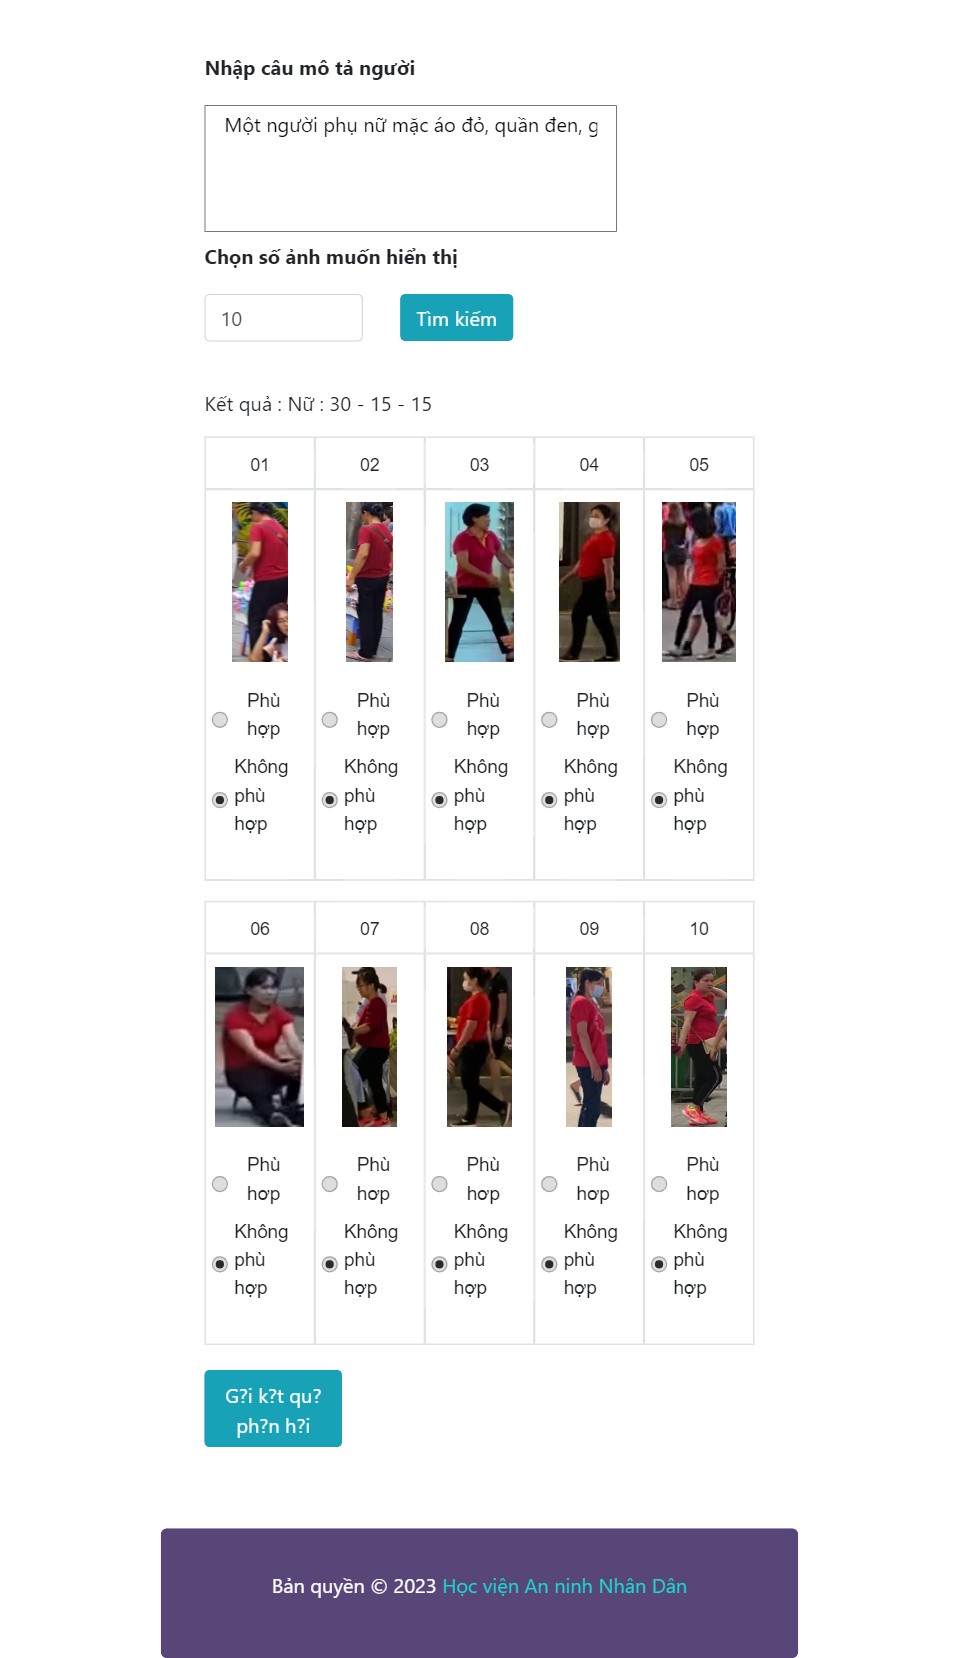 Nhập câu mô tả người
Một người phụ nữ mặc áo đỏ, quần đen, g
Chọn số ảnh muốn hiển thị
10
Tìm kiếm
Kết quả : Nữ : 30 - 15 - 15
01 02 03 04 05
Phù Phù Phù Phù Phù
hợp hợp hợp hợp hợp
Không Không Không Không Không
phù phù phù phù phù
hợp hợp hợp hợp hợp
06 07 08 09 10
Phù Phù Phù Phù Phù
hơp hơp hơp hơp hơp
Không Không Không Không Không
phù phù phù phù phù
hợp hợp hợp hợp hợp
G?i k?t qu?
ph?n h?i
Bản quyền © 2023 Học viện An ninh Nhân Dân